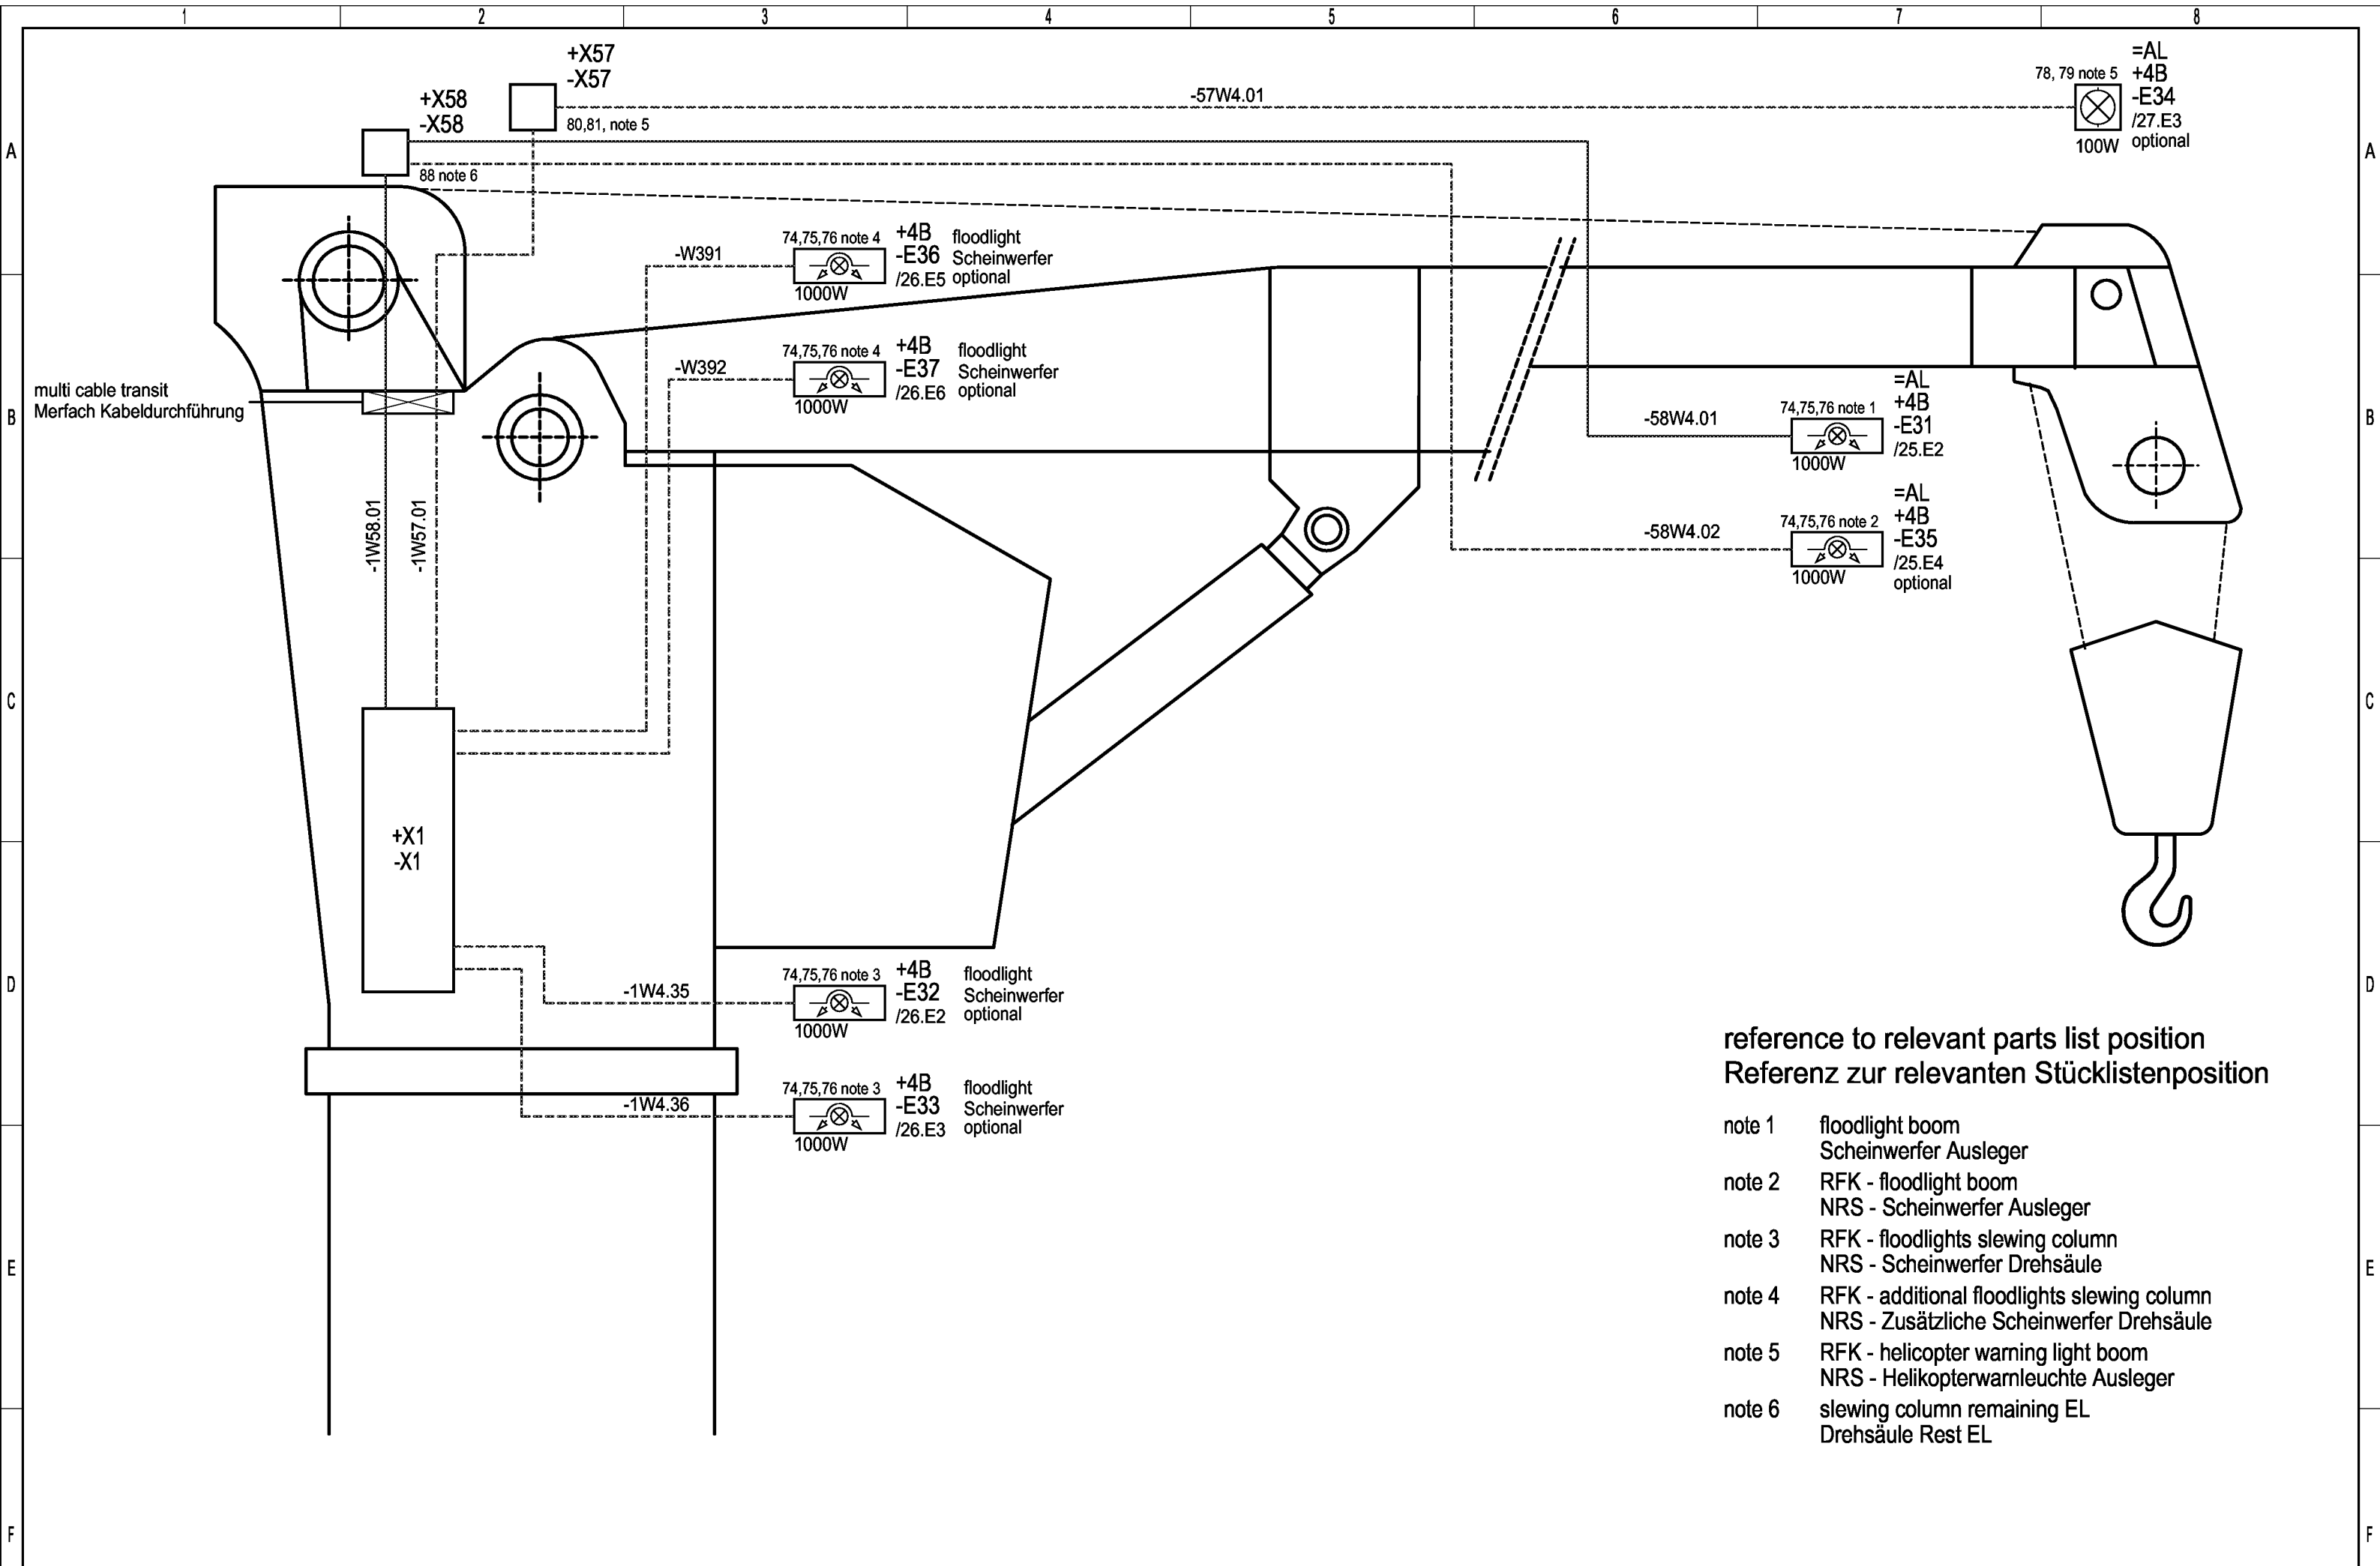 1 2 3 4 5 6 7 8
+X57
-X57
=AL
78, 79 note 5 +4B
-E34
/27.E3
100W optional
+X58
-X58
-57W4.01
80,81, note 5
A A
88 note 6
74,75,76 note 4 +4B floodlight
-W391 -E36 Scheinwerfer
/26.E5 optional
1000W
74,75,76 note 4 +4B floodlight
-W392 -E37 Scheinwerfer
/26.E6 optional
1000W
multi cable transit
Merfach Kabeldurchführung
B B
=AL
74,75,76 note 1 +4B
-58W4.01 -E31
/25.E2
1000W
=AL
74,75,76 note 2 +4B
-58W4.02 -E35
/25.E4
1000W optional
-1W58.01
-1W57.01
C C
+X1
-X1
D D
74,75,76 note 3 +4B floodlight
-1W4.35 -E32 Scheinwerfer
/26.E2 optional
1000W
74,75,76 note 3 +4B floodlight
-1W4.36 -E33 Scheinwerfer
/26.E3 optional
1000W
reference to relevant parts list position
Referenz zur relevanten Stücklistenposition
note 1 floodlight boom
Scheinwerfer Ausleger
note 2 RFK - floodlight boom
NRS - Scheinwerfer Ausleger
note 3 RFK - floodlights slewing column
NRS - Scheinwerfer Drehsäule
note 4 RFK - additional floodlights slewing column
NRS - Zusätzliche Scheinwerfer Drehsäule
note 5 RFK - helicopter warning light boom
NRS - Helikopterwarnleuchte Ausleger
note 6 slewing column remaining EL
Drehsäule Rest EL
E E
F F